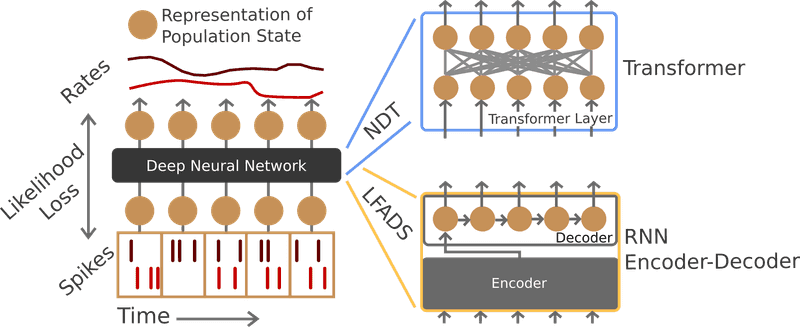 Representation of
Population State
Rates
Deep Neural Network
Likelihood
Loss
Spikes
Time
NDT
LFADS
Transformer Layer
Transformer
Decoder
Encoder
RNN
Encoder-Decoder